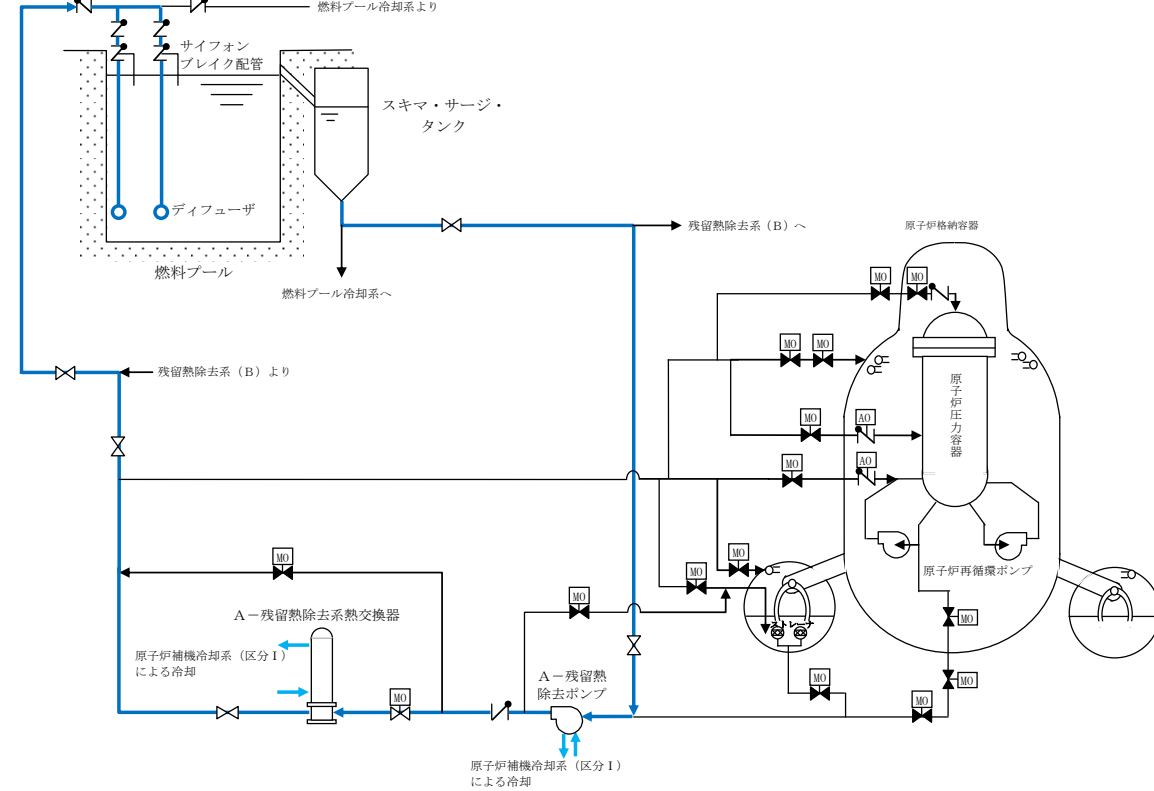 燃料プール冷却系より
サイフォン
ブレイク配管
スキマ・サージ・
タンク
ディフューザ
燃料プール
燃料プール冷却系へ
残留熱除去系（B）へ
原子炉格納容器
MO
MO
MO
MO
残留熱除去系（B）より
原子炉圧力容器
MO
AO
MO
AO
MO
MO
MO
原子炉再循環ポンプ
MO
A－残留熱除去系熱交換器
MO
ストレーナ
原子炉補機冷却系（区分Ⅰ）
による冷却
A－残留熱
除去ポンプ
MO
MO
MO
MO
原子炉補機冷却系（区分Ⅰ）
による冷却